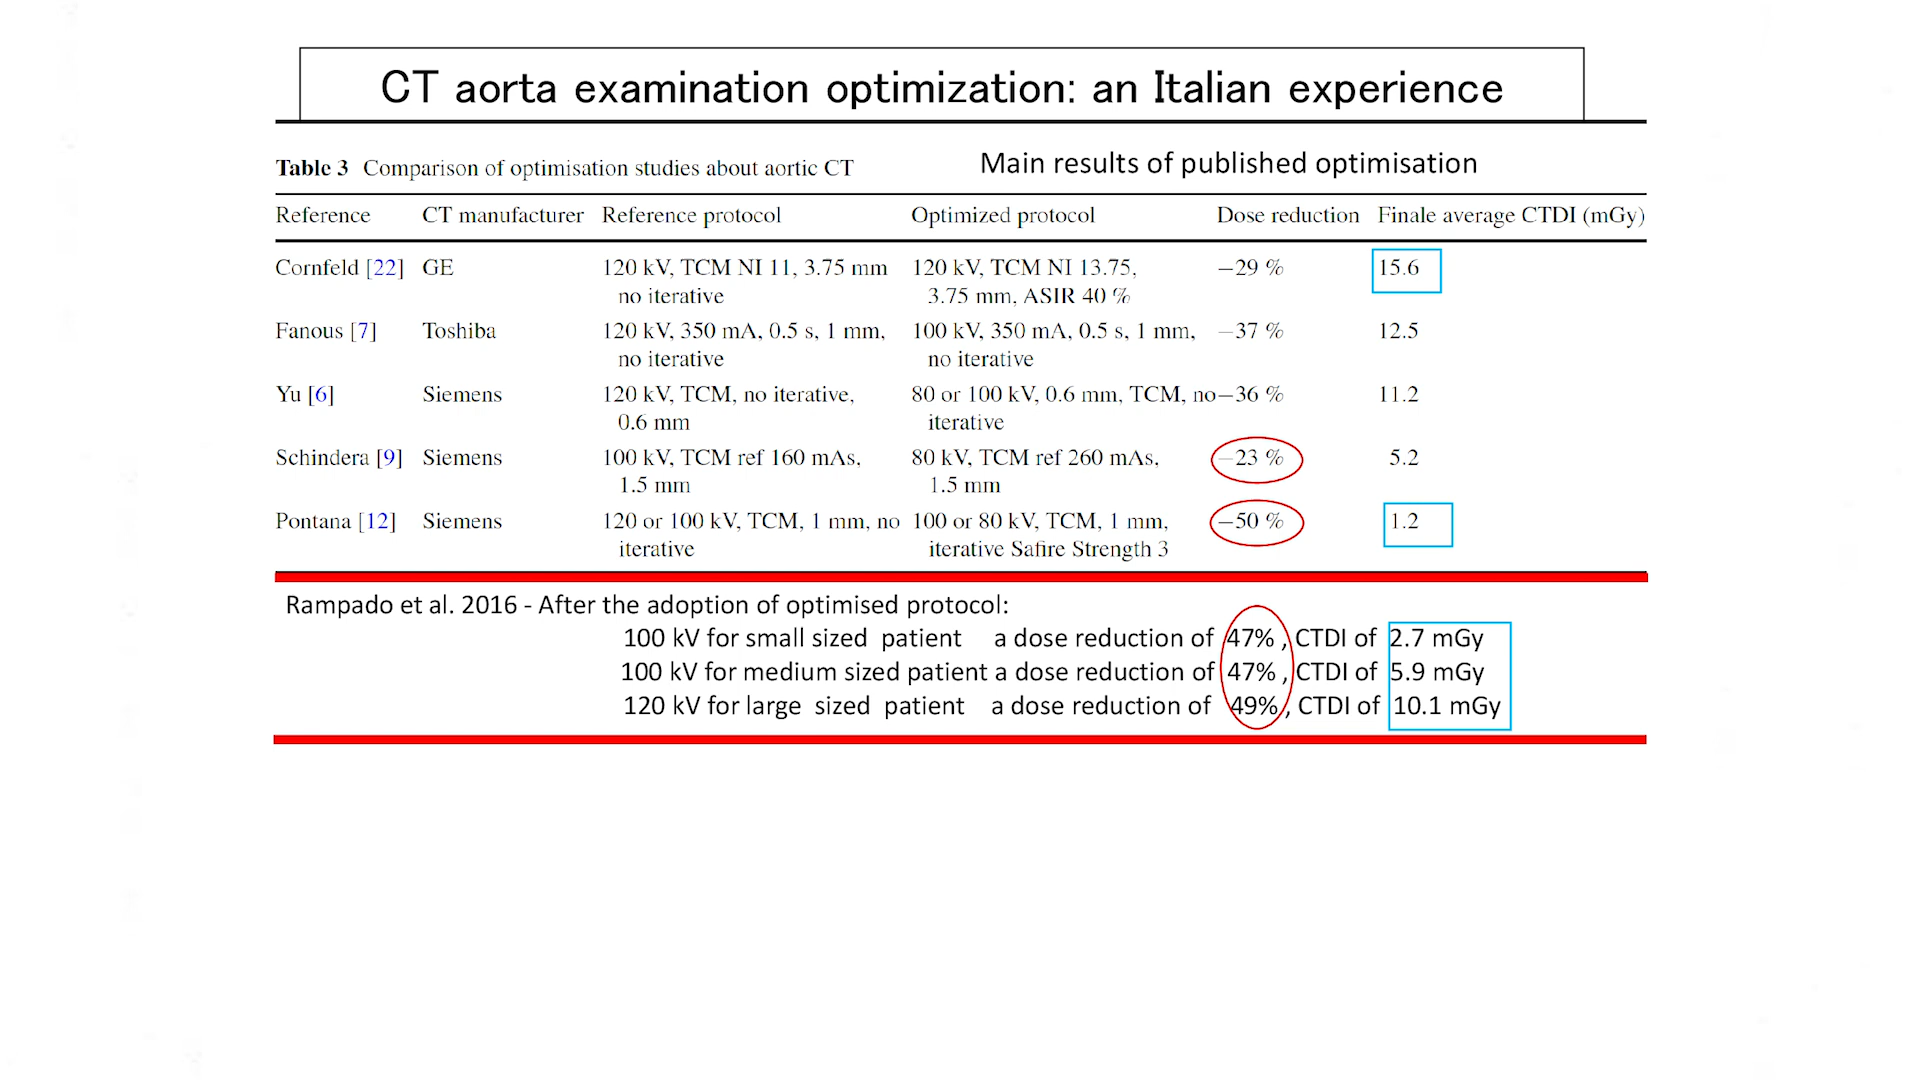 CT aorta examination optimization: an Italian experience
Table 3 Comparison of optimisation studies about aortic CT
Main results of published optimisation
Reference CT manufacturer Reference protocol Optimized protocol Dose reduction Finale average CTDI (mGy)
Cornfeld [22] GE 120 kV, TCM NI 11, 3.75 mm 120 kV, TCM NI 13.75, −29 % 15.6
no iterative 3.75 mm, ASIR 40 %
Fanous [7] Toshiba 120 kV, 350 mA, 0.5 s, 1 mm, 100 kV, 350 mA, 0.5 s, 1 mm, −37 % 12.5
no iterative no iterative
Yu [6] Siemens 120 kV, TCM, no iterative, 80 or 100 kV, 0.6 mm, TCM, no −36 % 11.2
0.6 mm iterative
Schindera [9] Siemens 100 kV, TCM ref 160 mAs, 80 kV, TCM ref 260 mAs, −23 % 5.2
1.5 mm 1.5 mm
Pontana [12] Siemens 120 or 100 kV, TCM, 1 mm, no 100 or 80 kV, TCM, 1 mm, −50 % 1.2
iterative iterative Safire Strength 3
Rampado et al. 2016 - After the adoption of optimised protocol:
100 kV for small sized patient a dose reduction of 47% , CTDI of 2.7 mGy
100 kV for medium sized patient a dose reduction of 47% , CTDI of 5.9 mGy
120 kV for large sized patient a dose reduction of 49% , CTDI of 10.1 mGy